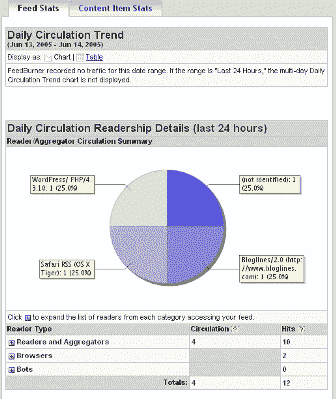 Feed Stats
Content Item Stats
Daily Circulation Trend
(Jun 13, 2005 - Jun 14, 2005)
Display as: Chart | Table
FeedBurner recorded no traffic for this date range. If the range is "Last 24 Hours," the multi-day Daily
Circulation Trend chart is not displayed.
Daily Circulation Readership Details (last 24 hours)
Reader/Aggregator Circulation Summary
WordPress/ PHP/4
.3.10: 1 (25.0%)
(not identified): 1
(25.0%)
Safari RSS (OS X
Tiger): 1 (25.0%)
Bloglines/2.0 (http:
//www.bloglines.
com): 1 (25.0%)
Click to expand the list of readers from each category accessing your feed.
Reader Type Circulation Hits
Readers and Aggregators 4 10
Browsers 2
Bots 0
Totals: 4 12